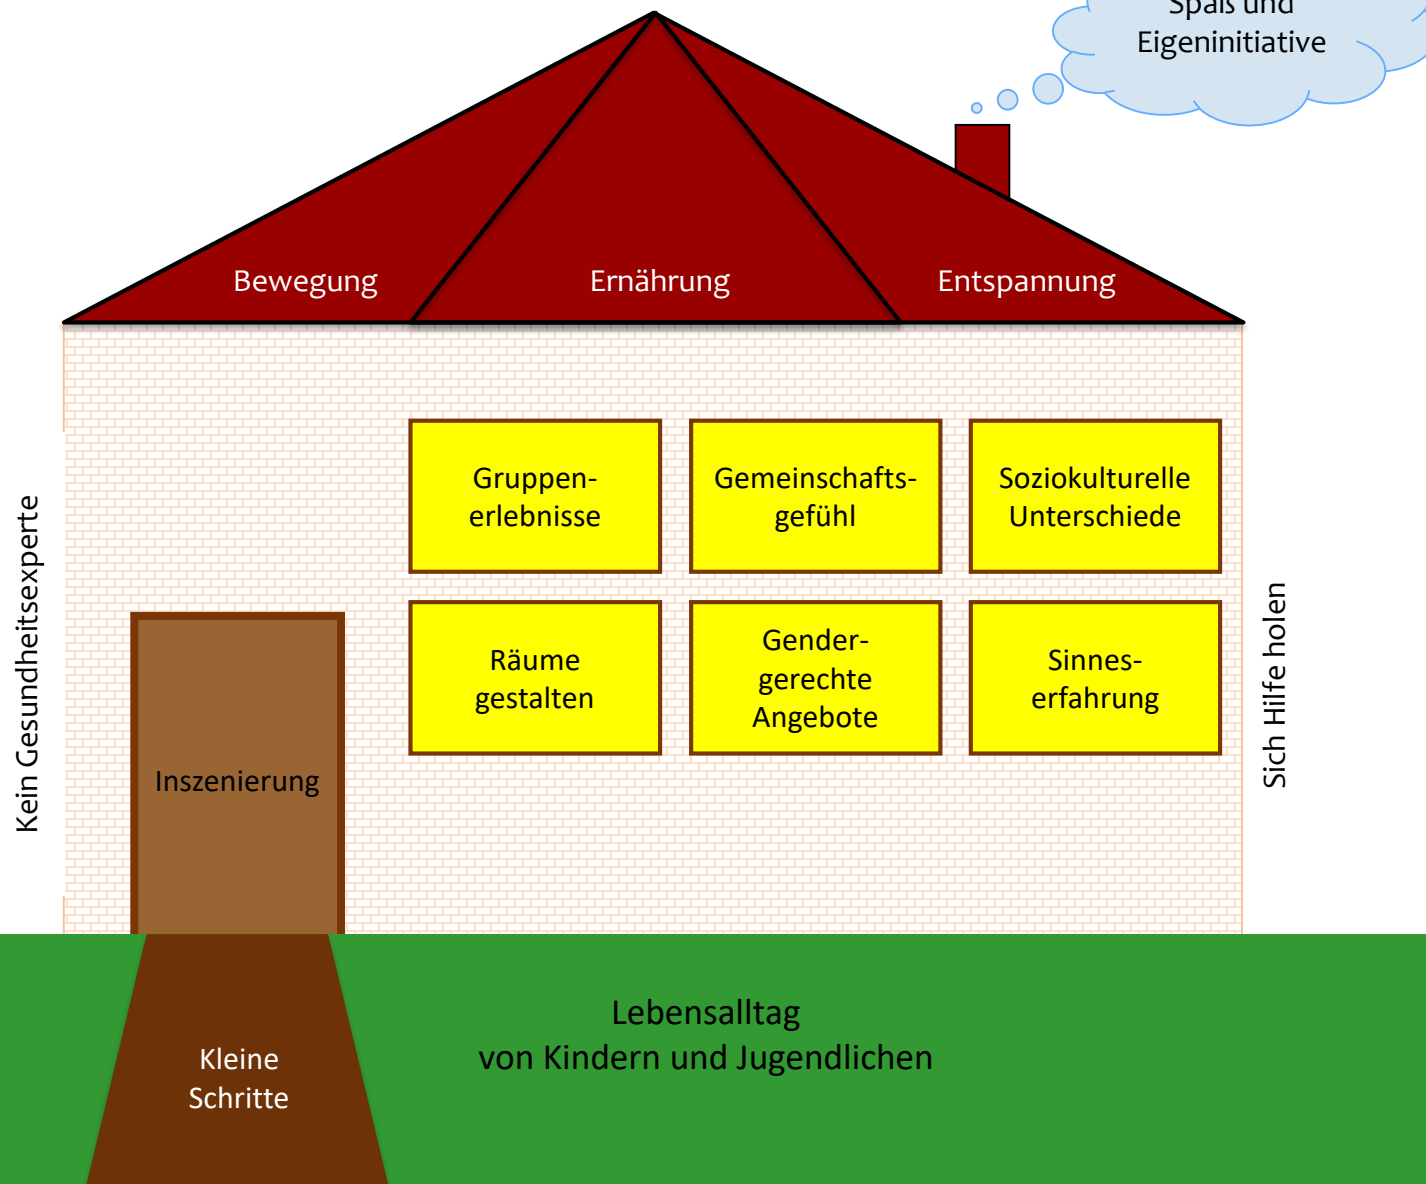 Spaß und
Eigeninitiative
Bewegung
Ernährung
Entspannung
Gruppen-
erlebnisse
Gemeinschafts-
gefühl
Soziokulturelle
Unterschiede
Kein Gesundheitsexperte
Räume
gestalten
Gender-
gerechte
Angebote
Sinnes-
erfahrung
Sich Hilfe holen
Inszenierung
Lebensalltag
von Kindern und Jugendlichen
Kleine
Schritte